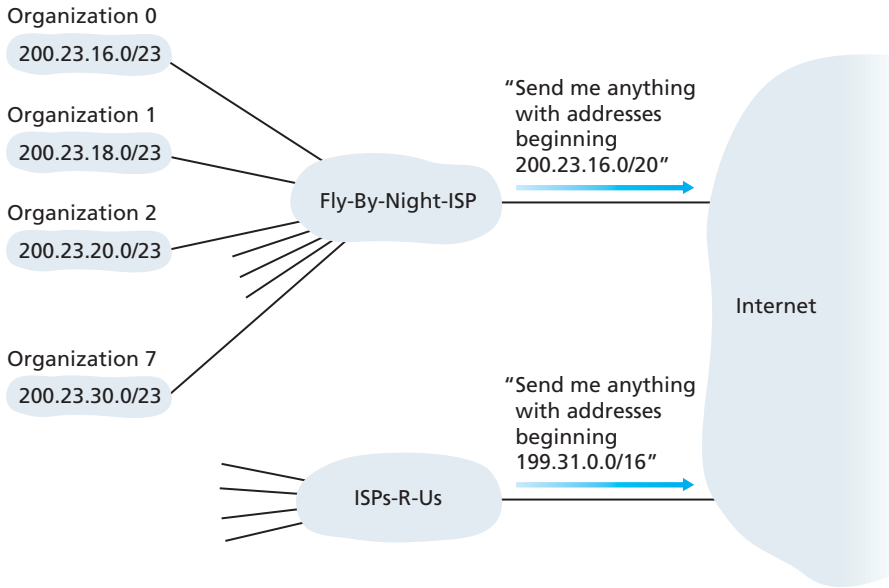 Organization 0
200.23.16.0/23
Organization 1
200.23.18.0/23
Organization 2
200.23.20.0/23
Organization 7
200.23.30.0/23
Fly-By-Night-ISP
“Send me anything
with addresses
beginning
200.23.16.0/20”
Internet
ISPs-R-Us
“Send me anything
with addresses
beginning
199.31.0.0/16”